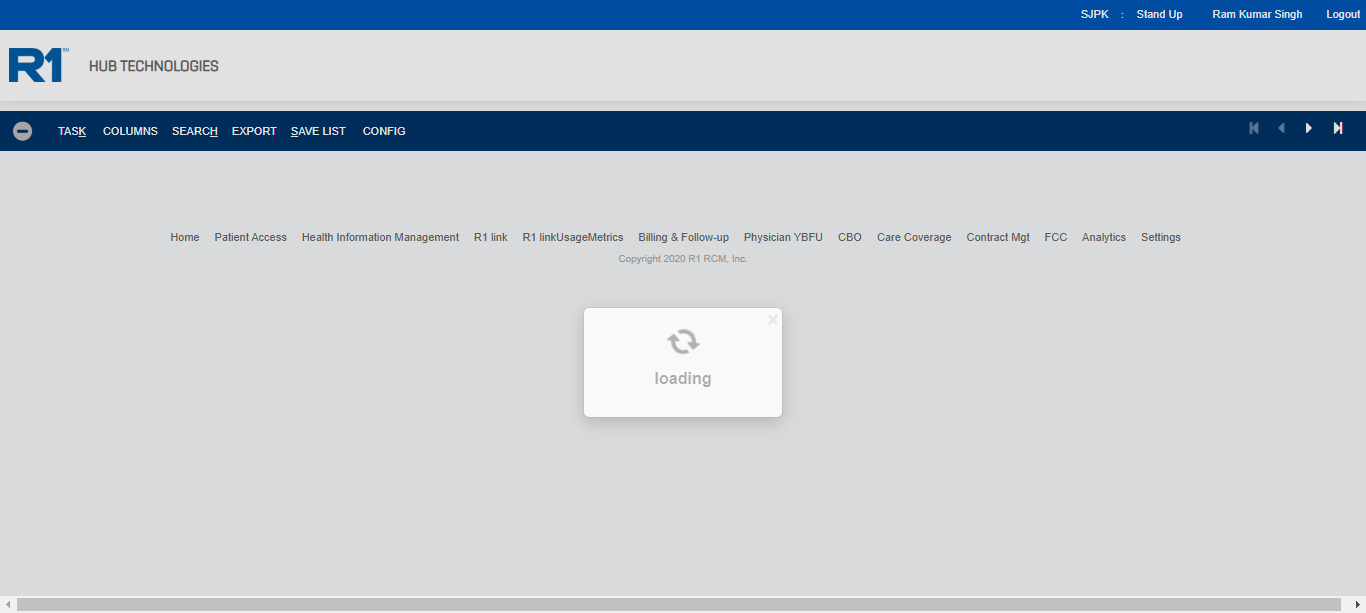 SJPK : Stand Up Ram Kumar Singh Logout
R1 SM HUB TECHNOLOGIES
TASK COLUMNS SEARCH EXPORT SAVE LIST CONFIG
Home Patient Access Health Information Management R1 link R1 linkUsageMetrics Billing & Follow-up Physician YBFU CBO Care Coverage Contract Mgt FCC Analytics Settings
Copyright 2020 R1 RCM, Inc.
loading